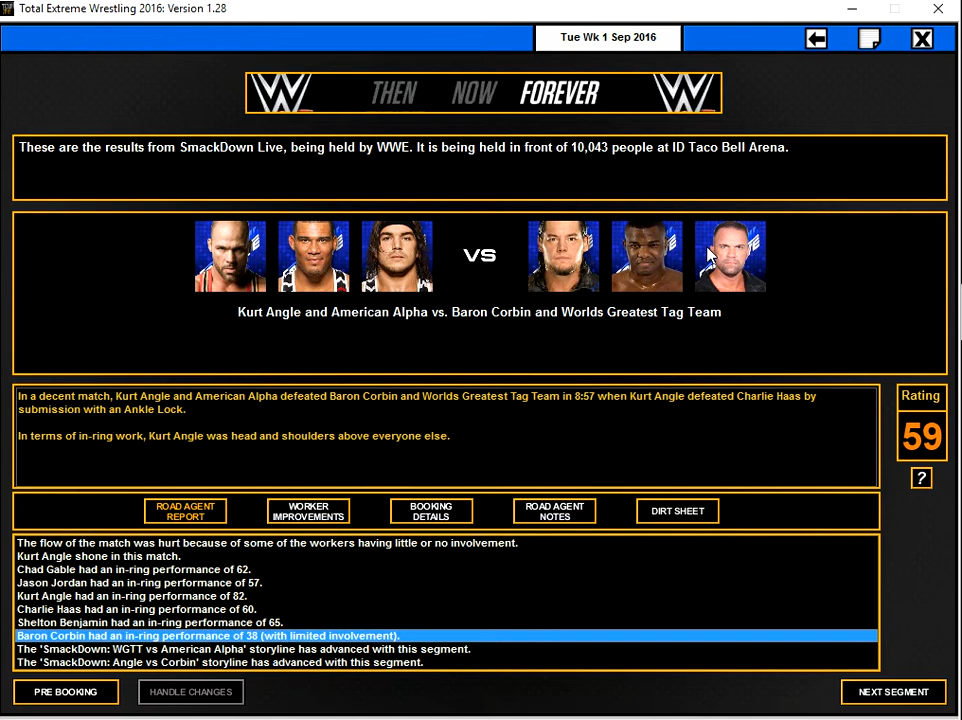 Total Extreme Wrestling 2016: Version 1.28
Tue Wk 1 Sep 2016
THEN NOW FOREVER
These are the results from SmackDown Live, being held by WWE. It is being held in front of 10,043 people at ID Taco Bell Arena.
VS
Kurt Angle and American Alpha vs. Baron Corbin and Worlds Greatest Tag Team
In a decent match, Kurt Angle and American Alpha defeated Baron Corbin and Worlds Greatest Tag Team in 8:57 when Kurt Angle defeated Charlie Haas by
submission with an Ankle Lock.
In terms of in-ring work, Kurt Angle was head and shoulders above everyone else.
Rating
59
?
ROAD AGENT
REPORT
WORKER
IMPROVEMENTS
BOOKING
DETAILS
ROAD AGENT
NOTES
DIRT SHEET
The flow of the match was hurt because of some of the workers having little or no involvement.
Kurt Angle shone in this match.
Chad Gable had an in-ring performance of 62.
Jason Jordan had an in-ring performance of 57.
Kurt Angle had an in-ring performance of 82.
Charlie Haas had an in-ring performance of 60.
Shelton Benjamin had an in-ring performance of 65.
Baron Corbin had an in-ring performance of 38 (with limited involvement).
The 'SmackDown: WGTT vs American Alpha' storyline has advanced with this segment.
The 'SmackDown: Angle vs Corbin' storyline has advanced with this segment.
PRE BOOKING
HANDLE CHANGES
NEXT SEGMENT